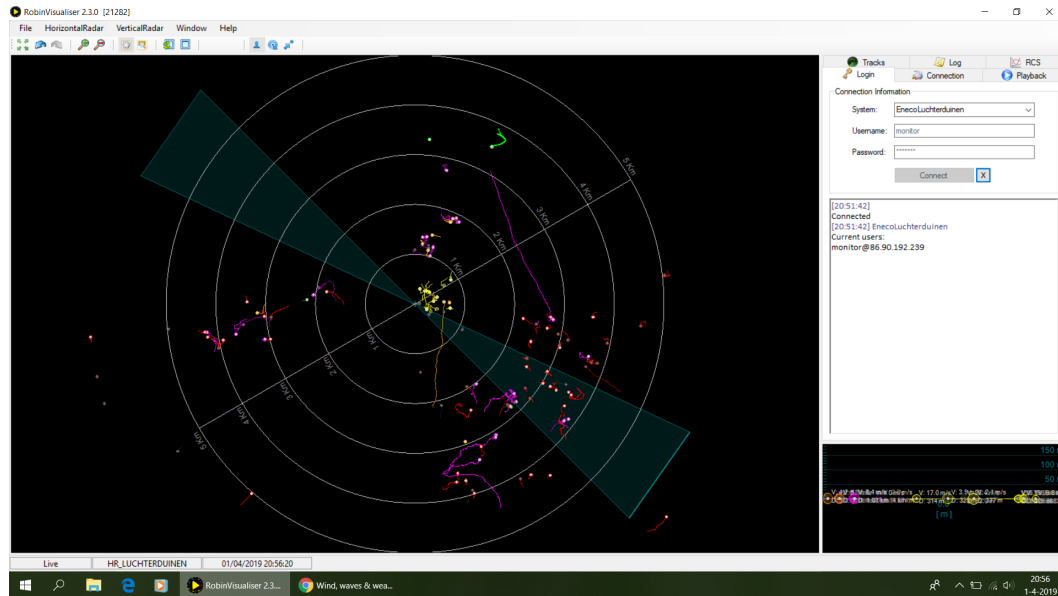 RobinVisualiser 2.3.0 [21282]
File HorizontalRadar VerticalRadar Window Help
Tracks Log RCS
Login Connection Playback
Connection Information
System: EnecoLuchterduinen
Username: monitor
Password: *******
Connect X
[20:51:42]
Connected
[20:51:42] EnecoLuchterduinen
Current users:
monitor@86.90.192.239
5 Km
4 Km
3 Km
2 Km
1 Km
1 Km
2 Km
3 Km
4 Km
5 Km
150
100
50
V: 17.0 m/s
[m]
Live HR_LUCHTERDUINEN 01/04/2019 20:56:20
RobinVisualiser 2.3... Wind, waves & wea...
20:56
1-4-2019